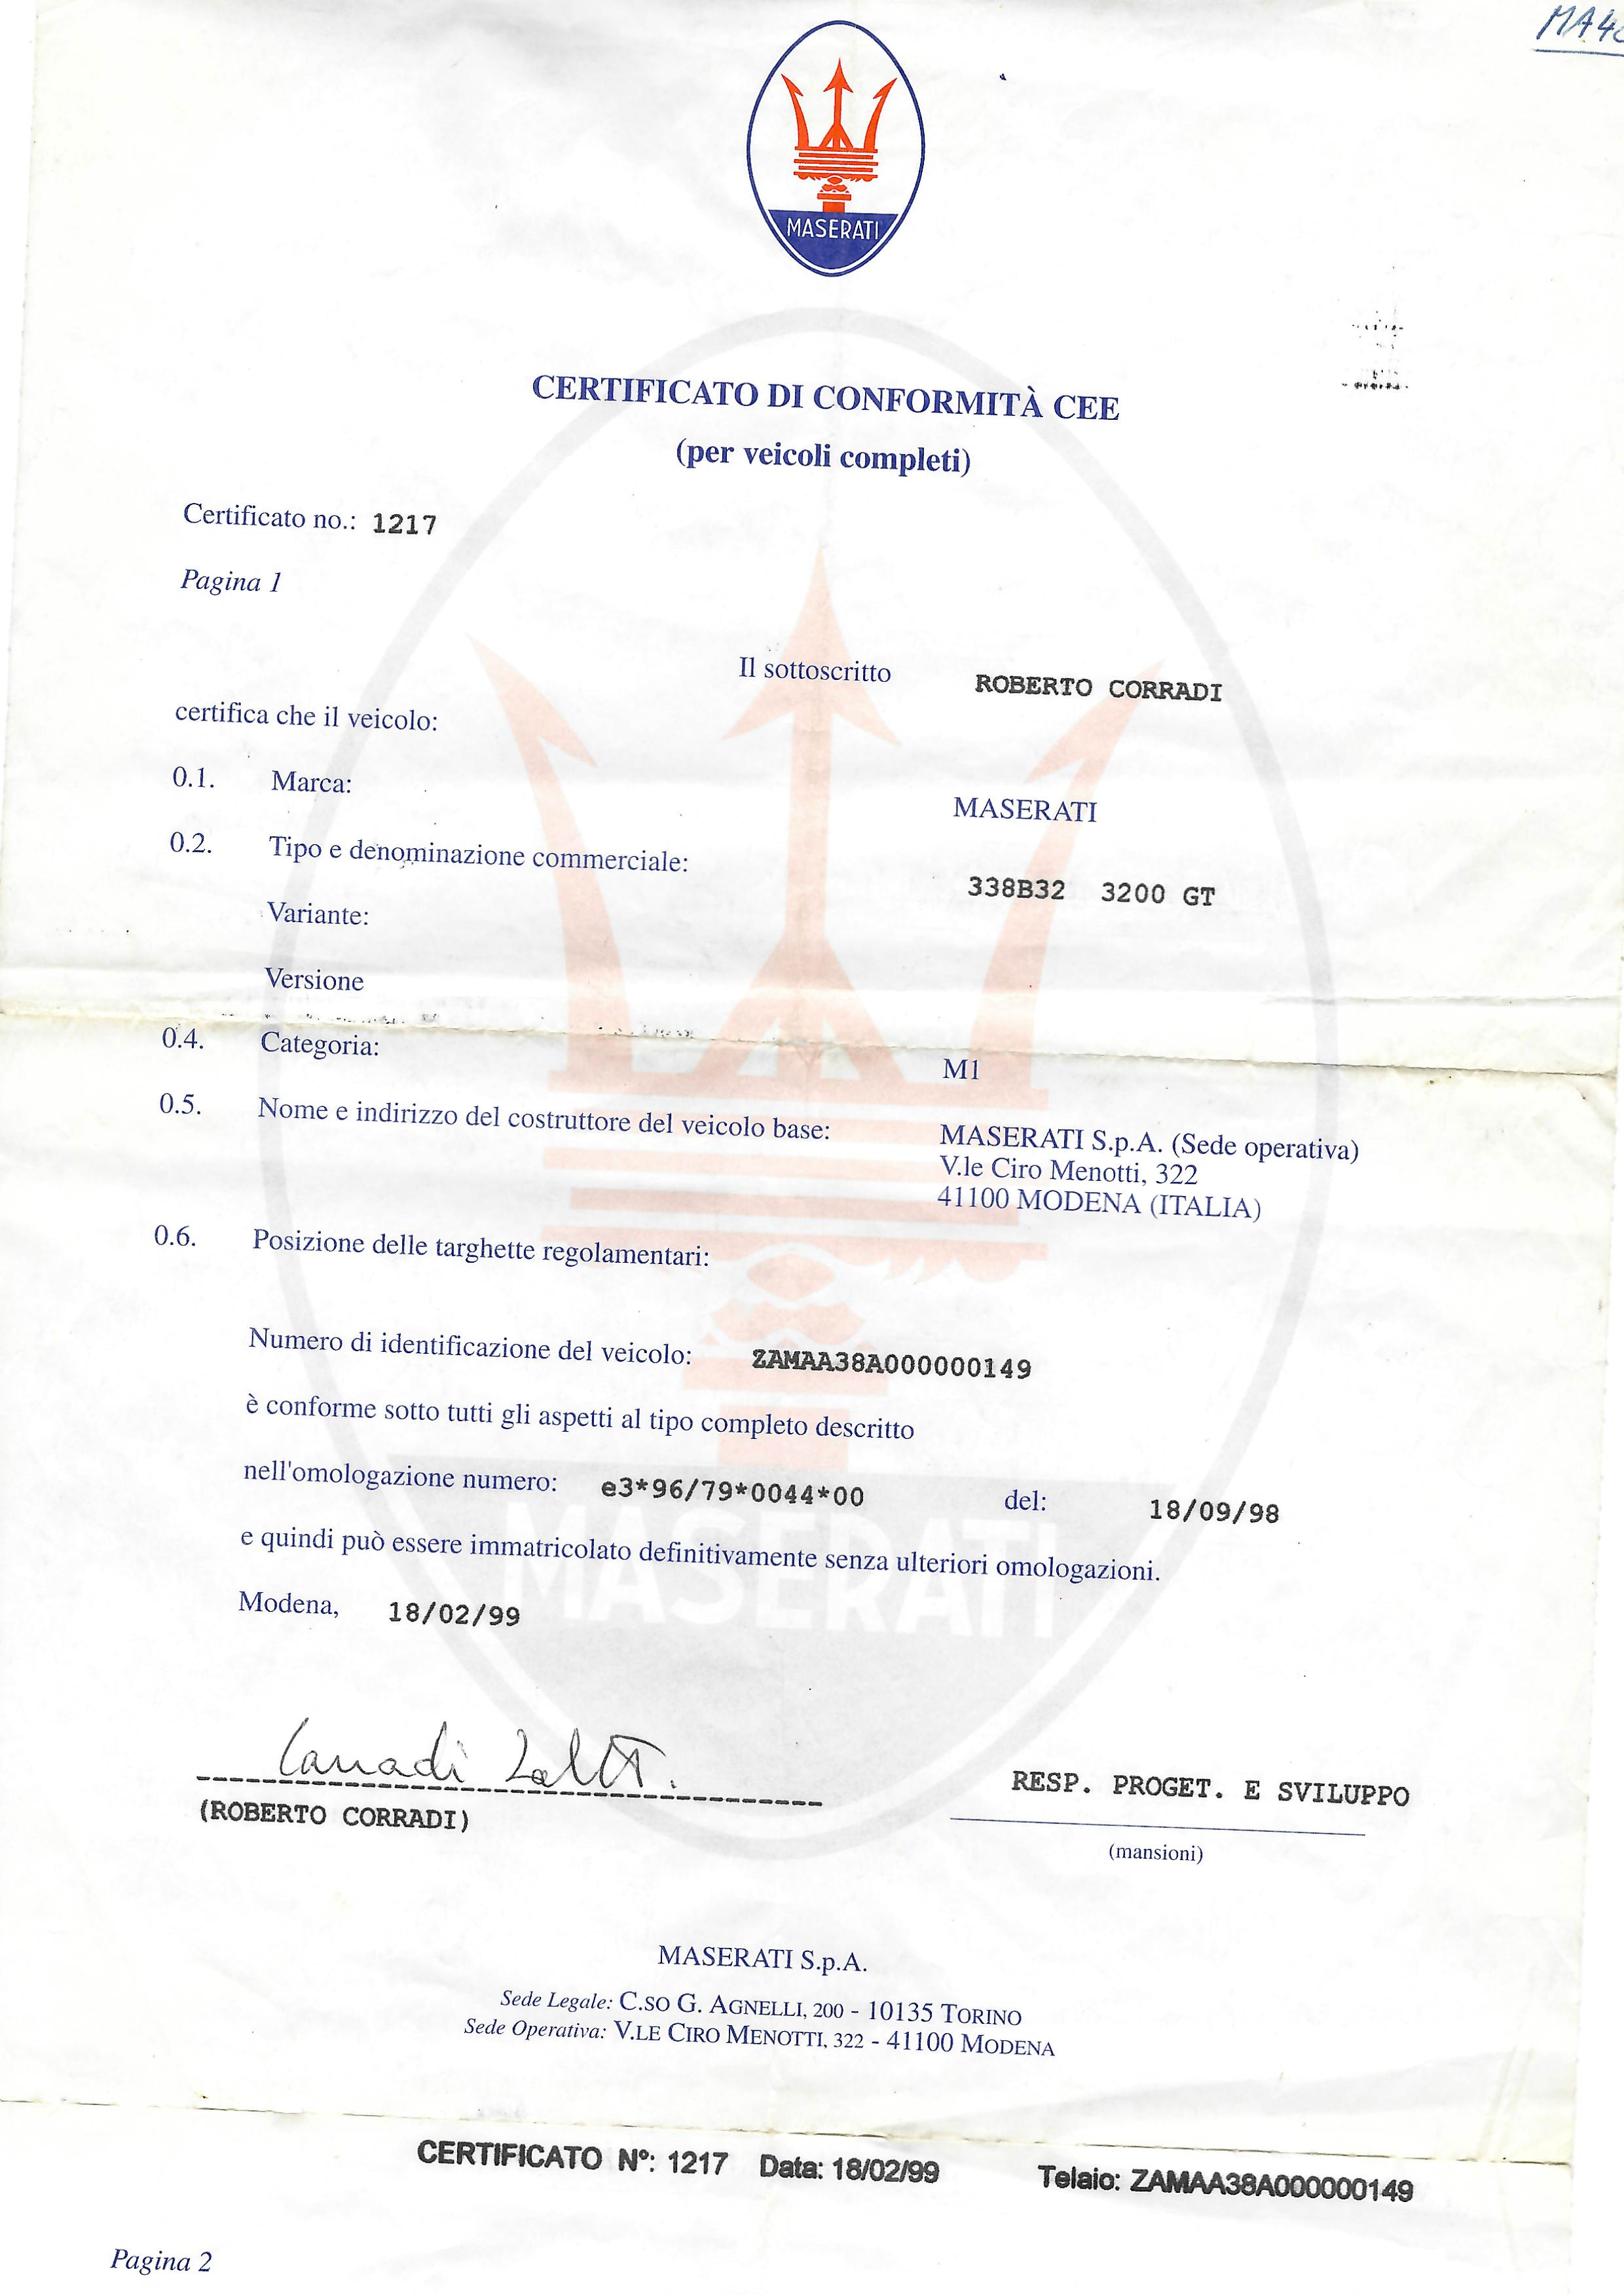 MASERATI
CERTIFICATO DI CONFORMITÀ CEE
(per veicoli completi)
Certificato no.: 1217
Pagina 1
Il sottoscritto ROBERTO CORRADI
certifica che il veicolo:
0.1. Marca: MASERATI
0.2. Tipo e denominazione commerciale: 338B32 3200 GT
Variante:
Versione
0.4. Categoria: M1
0.5. Nome e indirizzo del costruttore del veicolo base: MASERATI S.p.A. (Sede operativa)
V.le Ciro Menotti, 322
41100 MODENA (ITALIA)
0.6. Posizione delle targhette regolamentari:
Numero di identificazione del veicolo: ZAMAA38A000000149
è conforme sotto tutti gli aspetti al tipo completo descritto
nell'omologazione numero: e3*96/79*0044*00 del: 18/09/98
e quindi può essere immatricolato definitivamente senza ulteriori omologazioni.
MASERATI
Modena, 18/02/99
RESP. PROGET. E SVILUPPO
(ROBERTO CORRADI)
(mansioni)
MASERATI S.p.A.
Sede Legale: C.SO G. AGNELLI, 200 - 10135 TORINO
Sede Operativa: V.LE CIRO MENOTTI, 322 - 41100 MODENA
CERTIFICATO N°: 1217 Data: 18/02/99 Telaio: ZAMAA38A000000149
Pagina 2